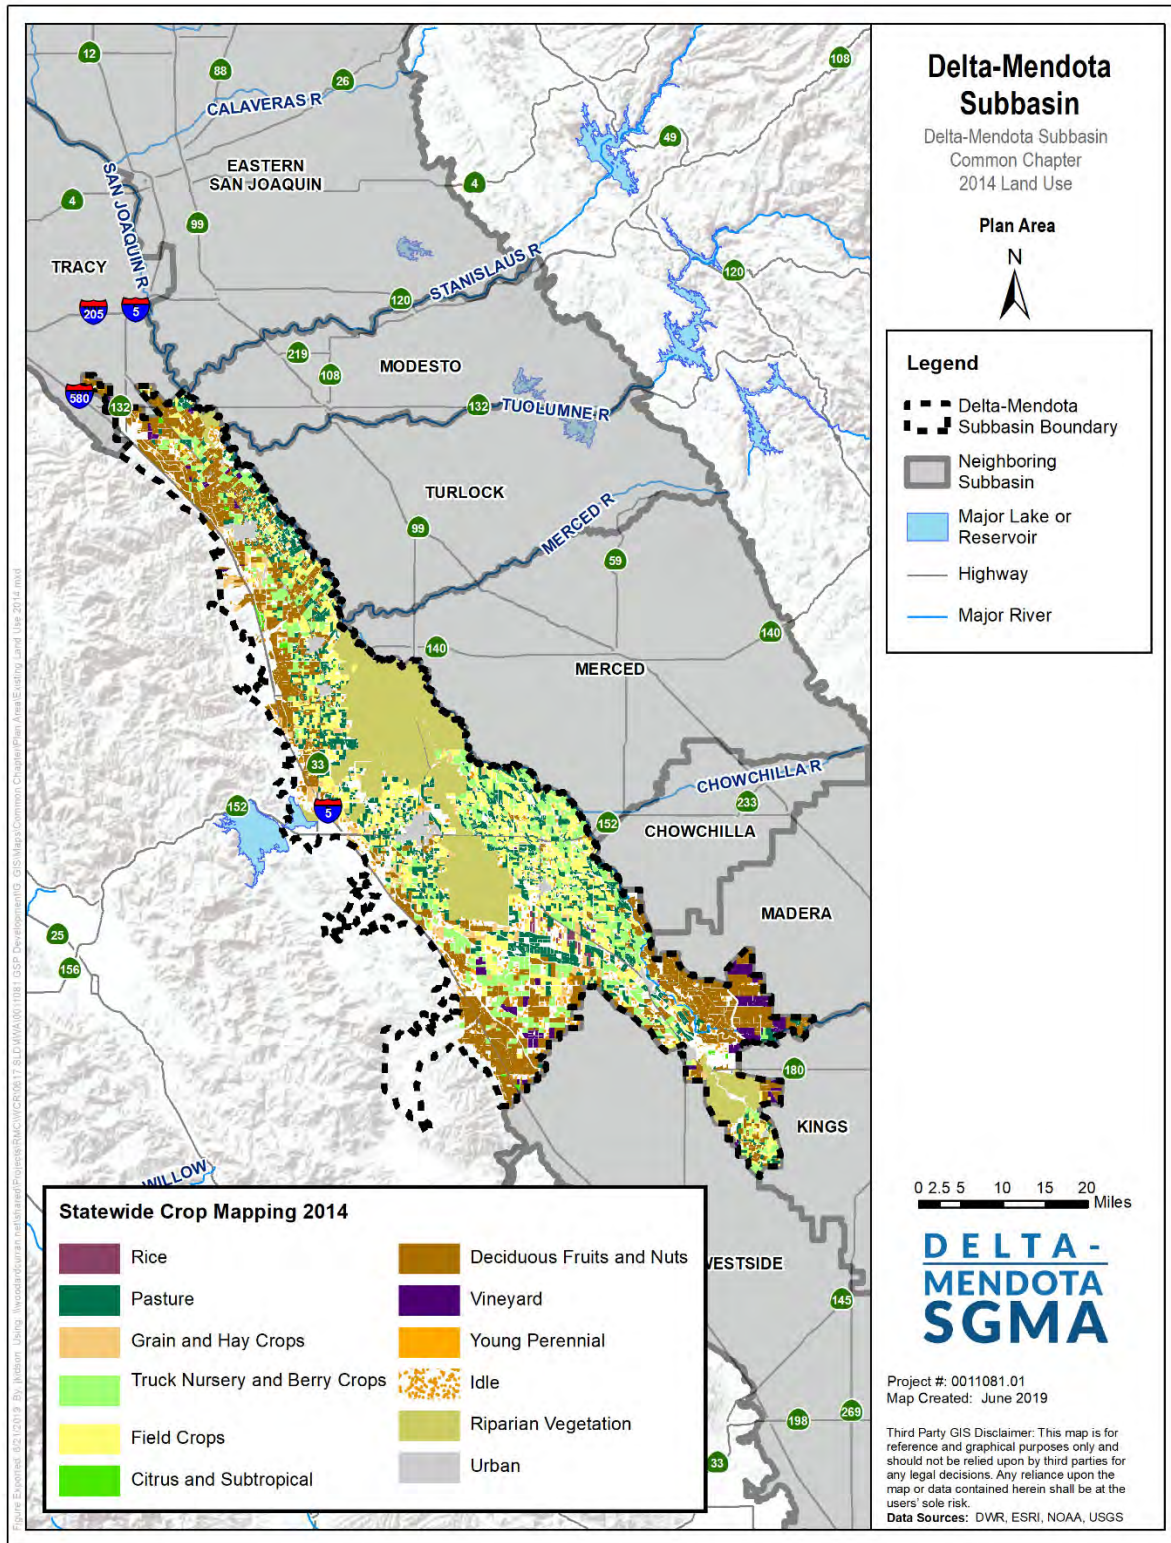 Delta-Mendota
Subbasin
Delta-Mendota Subbasin
Common Chapter
2014 Land Use
Plan Area
N
Legend
Delta-Mendota
Subbasin Boundary
Neighboring
Subbasin
Major Lake or
Reservoir
Highway
Major River
0 2.5 5 10 15 20
Miles
DELTA-
MENDOTA
SGMA
Project #: 0011081.01
Map Created: June 2019
Third Party GIS Disclaimer: This map is for
reference and graphical purposes only and
should not be relied upon by third parties for
any legal decisions. Any reliance upon the
map or data contained herein shall be at the
users' sole risk.
Data Sources: DWR, ESRI, NOAA, USGS
12
88
26
108
CALAVERAS R
49
EASTERN
SAN JOAQUIN
4
4
99
SAN JOAQUIN R
TRACY
STANISLAUS R
120
120
205
5
219
108
MODESTO
580
132
132
TUOLUMNE R
TURLOCK
99
MERCED R
59
140
140
MERCED
33
CHOWCHILLA R
233
152
5
152
CHOWCHILLA
MADERA
25
156
180
KINGS
WILLOW
WESTSIDE
145
198
269
33
Statewide Crop Mapping 2014
Rice
Pasture
Grain and Hay Crops
Truck Nursery and Berry Crops
Field Crops
Citrus and Subtropical
Deciduous Fruits and Nuts
Vineyard
Young Perennial
Idle
Riparian Vegetation
Urban